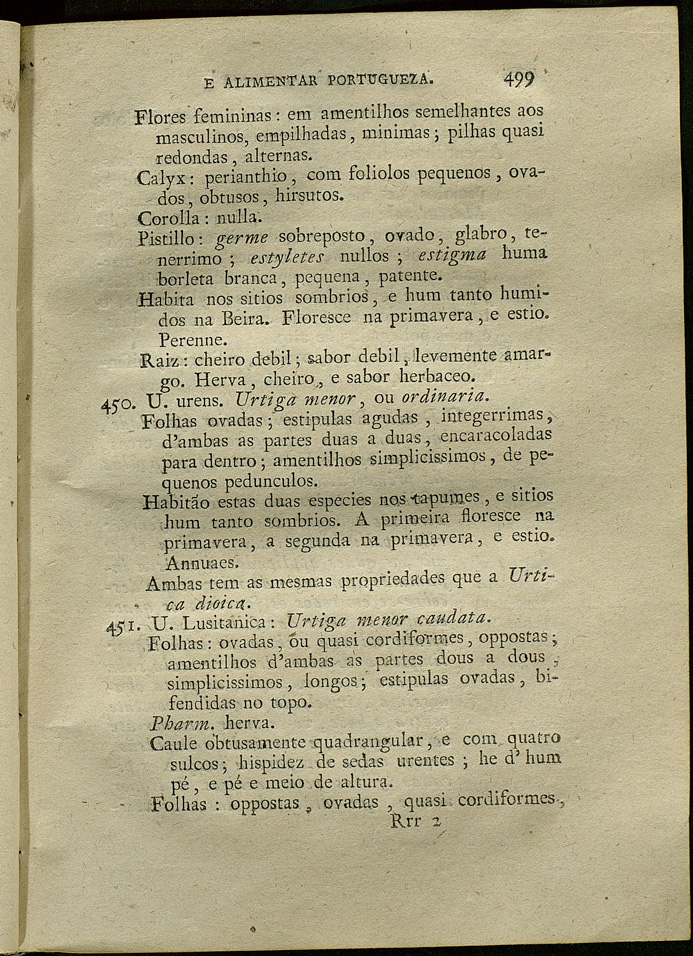 E ALIMENTAR PORTUGUEZA. 499
Flores femininas : em amentilhos semelhantes aos
masculinos, empilhadas, minimas ; pilhas quasi
redondas, alternas.
Calyx : perianthio, com foliolos pequenos, ova-
dos, obtusos, hirsutos.
Corolla : nulla.
Pistillo : germe sobreposto, ovado, glabro, te-
nerrimo ; estyletes nullos ; estigma huma
borleta branca, pequena, patente.
Habita nos sitios sombrios, e hum tanto humi-
dos na Beira. Floresce na primavera, e estio.
Perenne.
Raiz : cheiro debil ; sabor debil, levemente amar-
go. Herva, cheiro, e sabor herbaceo.
450. U. urens. Urtiga menor, ou ordinaria.
Folhas ovadas ; estipulas agudas, integerrimas,
d'ambas as partes duas a duas, encaracoladas
para dentro ; amentilhos simplicissimos, de pe-
quenos pedunculos.
Habitão estas duas especies nos tapumes, e sitios
hum tanto sombrios. A primeira floresce na
primavera, a segunda na primavera, e estio.
Annuaes.
Ambas tem as mesmas propriedades que a Urti-
ca dioica.
451. U. Lusitanica : Urtiga menor caudata.
Folhas : ovadas, ou quasi cordiformes, oppostas ;
amentilhos d'ambas as partes dous a dous,
simplicissimos, longos ; estipulas ovadas, bi-
fendidas no topo.
Pharm. herva.
Caule obtusamente quadrangular, e com quatro
sulcos ; hispidez de sedas urentes ; he d'hum
pé, e pé e meio de altura.
Folhas : oppostas, ovadas, quasi cordiformes,
Rrr 2